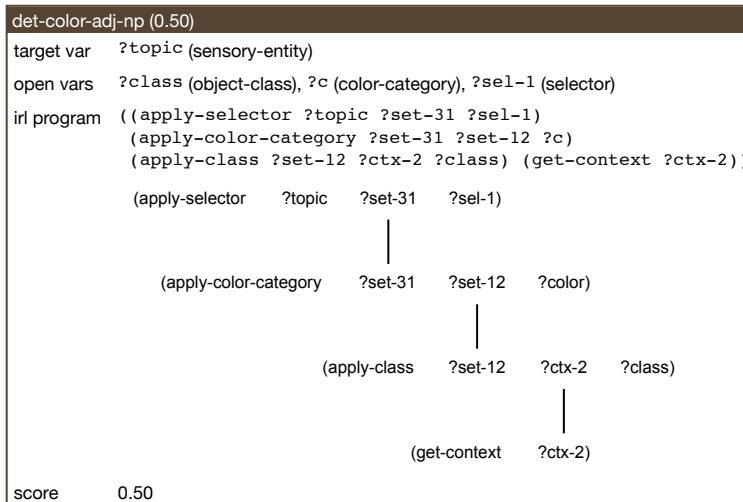 det-color-adj-np (0.50)
target var ?topic (sensory-entity)
open vars ?class (object-class), ?c (color-category), ?sel-1 (selector)
irl program ((apply-selector ?topic ?set-31 ?sel-1)
(apply-color-category ?set-31 ?set-12 ?c)
(apply-class ?set-12 ?ctx-2 ?class) (get-context ?ctx-2))
(apply-selector ?topic ?set-31 ?sel-1)
(apply-color-category ?set-31 ?set-12 ?color)
(apply-class ?set-12 ?ctx-2 ?class)
(get-context ?ctx-2)
score 0.50